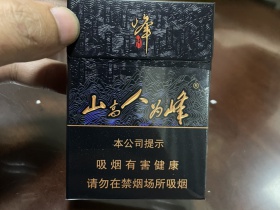 峰
山高人为峰®
本公司提示
吸烟有害健康
请勿在禁烟场所吸烟